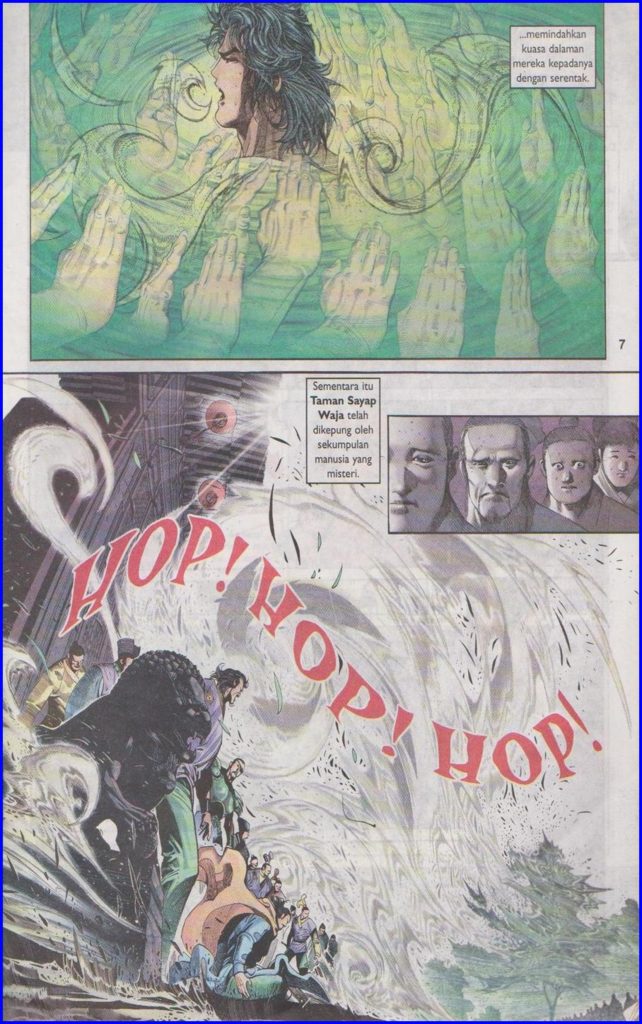 ...memindahkan
kuasa dalaman
mereka kepadanya
dengan serentak.
7
Sementara itu
Taman Sayap
Waja telah
dikepung oleh
sekumpulan
manusia yang
misteri.
HOP! HOP
HOP! HOP!